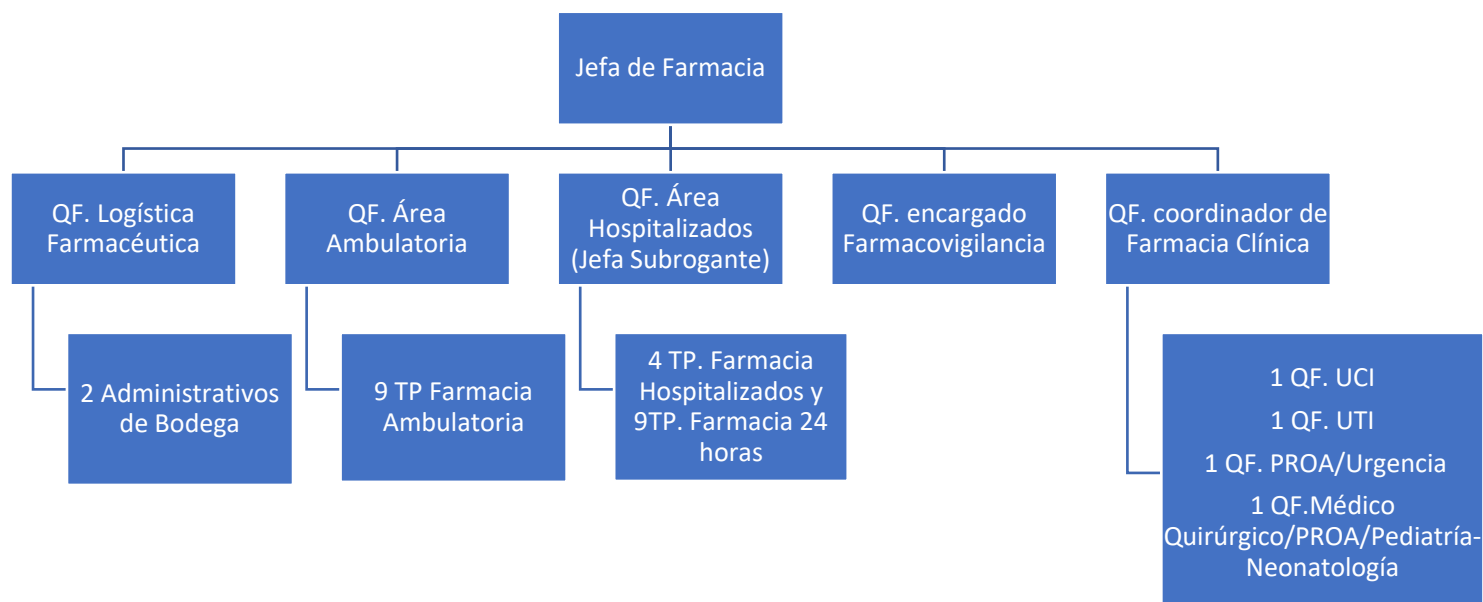 Jefa de Farmacia
QF. Logística
Farmacéutica
QF. Área
Ambulatoria
QF. Área
Hospitalizados
(Jefa Subrogante)
QF. encargado
Farmacovigilancia
QF. coordinador de
Farmacia Clínica
2 Administrativos
de Bodega
9 TP Farmacia
Ambulatoria
4 TP. Farmacia
Hospitalizados y
9TP. Farmacia 24
horas
1 QF. UCI
1 QF. UTI
1 QF. PROA/Urgencia
1 QF.Médico
Quirúrgico/PROA/Pediatría-
Neonatología